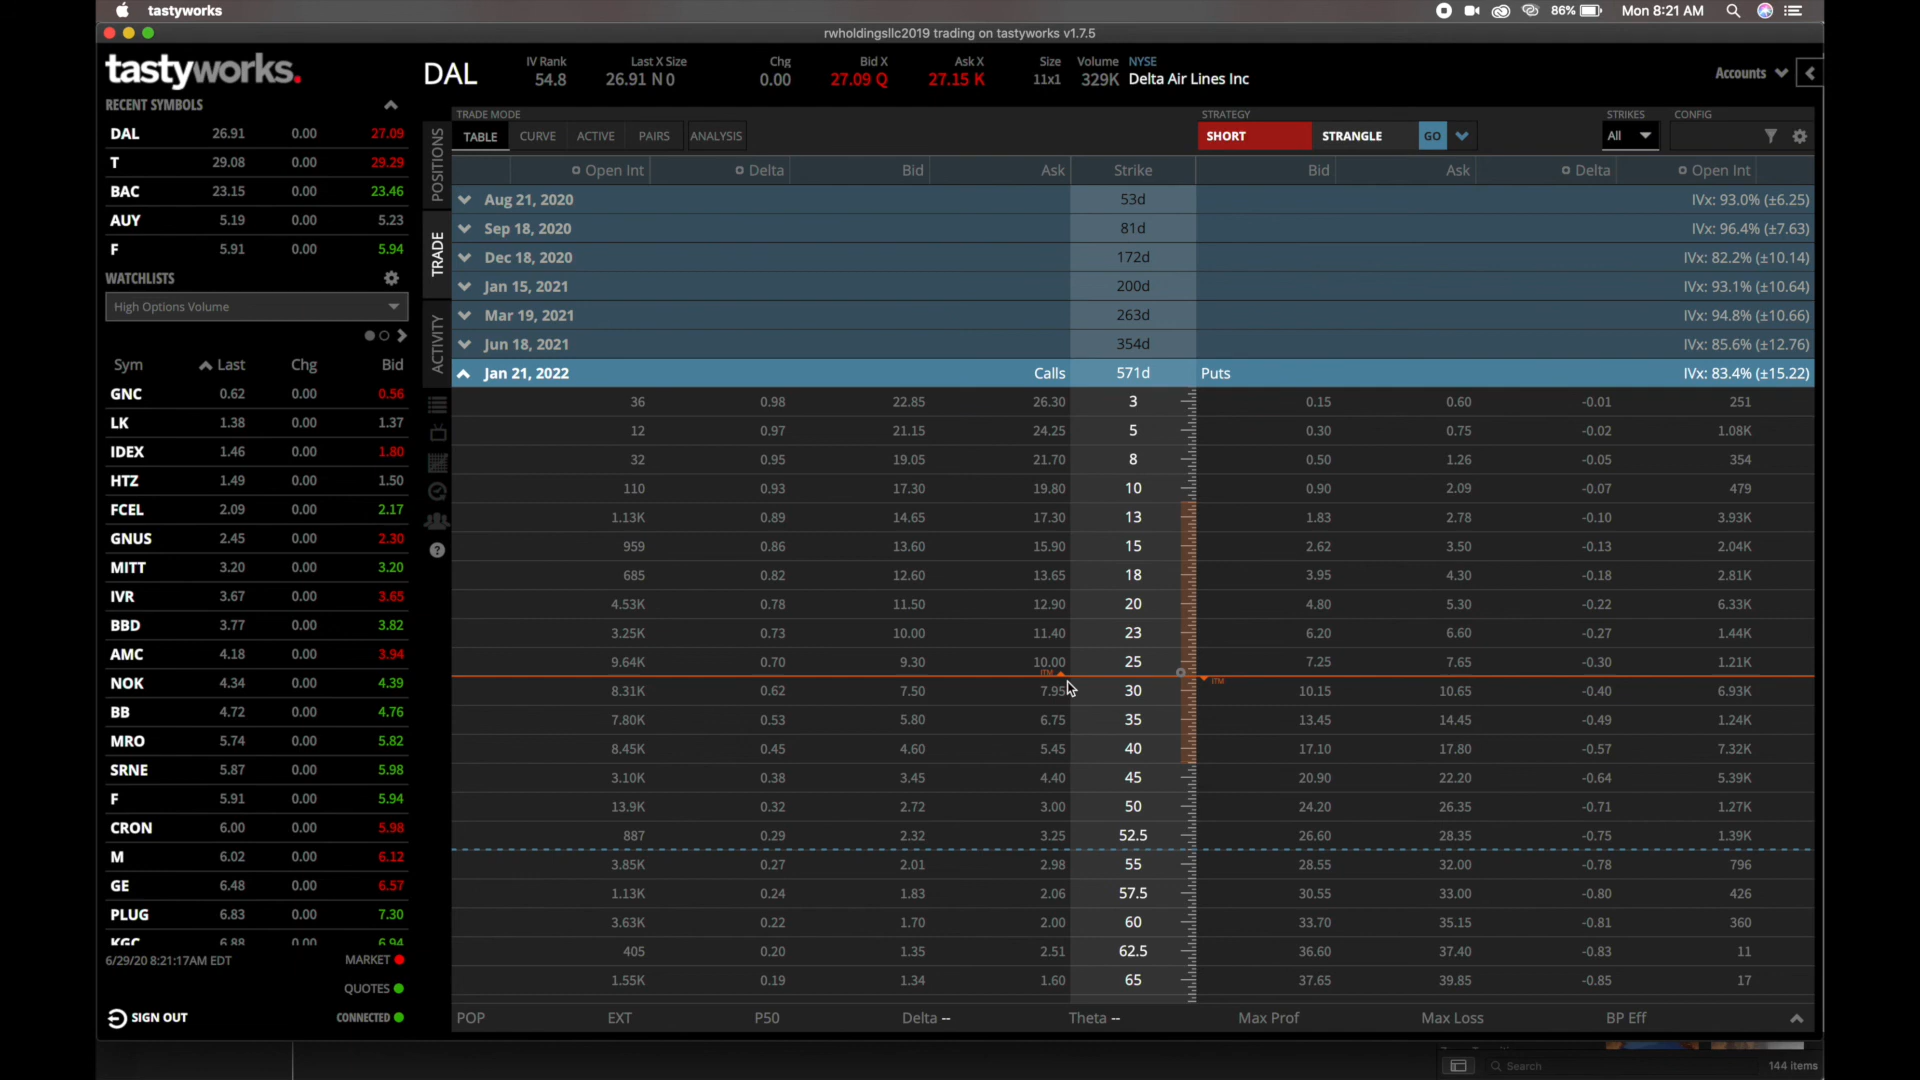 tastyworks
86%
Mon 8:21 AM
rwholdingsllc2019 trading on tastyworks v1.7.5
tastyworks.
DAL
IV Rank
54.8
Last X Size
26.91 N 0
Chg
0.00
Bid X
27.09 Q
Ask X
27.15 K
Size
11x1
Volume
329K
NYSE
Delta Air Lines Inc
Accounts
RECENT SYMBOLS
DAL 26.91 0.00 27.09
T 29.08 0.00 29.29
BAC 23.15 0.00 23.46
AUY 5.19 0.00 5.23
F 5.91 0.00 5.94
WATCHLISTS
High Options Volume
Sym Last Chg Bid
GNC 0.62 0.00 0.56
LK 1.38 0.00 1.37
IDEX 1.46 0.00 1.80
HTZ 1.49 0.00 1.50
FCEL 2.09 0.00 2.17
GNUS 2.45 0.00 2.30
MITT 3.20 0.00 3.20
IVR 3.67 0.00 3.65
BBD 3.77 0.00 3.82
AMC 4.18 0.00 3.94
NOK 4.34 0.00 4.39
BB 4.72 0.00 4.76
MRO 5.74 0.00 5.82
SRNE 5.87 0.00 5.98
F 5.91 0.00 5.94
CRON 6.00 0.00 5.98
M 6.02 0.00 6.12
GE 6.48 0.00 6.57
PLUG 6.83 0.00 7.30
KGC 6.88 0.00 6.94
6/29/20 8:21:17AM EDT
MARKET
QUOTES
SIGN OUT
CONNECTED
POSITIONS
TRADE
ACTIVITY
TRADE MODE
TABLE CURVE ACTIVE PAIRS ANALYSIS
STRATEGY
SHORT STRANGLE GO
STRIKES
All
CONFIG
Open Int Delta Bid Ask Strike Bid Ask Delta Open Int
Aug 21, 2020 53d IVx: 93.0% (±6.25)
Sep 18, 2020 81d IVx: 96.4% (±7.63)
Dec 18, 2020 172d IVx: 82.2% (±10.14)
Jan 15, 2021 200d IVx: 93.1% (±10.64)
Mar 19, 2021 263d IVx: 94.8% (±10.66)
Jun 18, 2021 354d IVx: 85.6% (±12.76)
Jan 21, 2022 Calls 571d Puts IVx: 83.4% (±15.22)
36 0.98 22.85 26.30 3 0.15 0.60 -0.01 251
12 0.97 21.15 24.25 5 0.30 0.75 -0.02 1.08K
32 0.95 19.05 21.70 8 0.50 1.26 -0.05 354
110 0.93 17.30 19.80 10 0.90 2.09 -0.07 479
1.13K 0.89 14.65 17.30 13 1.83 2.78 -0.10 3.93K
959 0.86 13.60 15.90 15 2.62 3.50 -0.13 2.04K
685 0.82 12.60 13.65 18 3.95 4.30 -0.18 2.81K
4.53K 0.78 11.50 12.90 20 4.80 5.30 -0.22 6.33K
3.25K 0.73 10.00 11.40 23 6.20 6.60 -0.27 1.44K
9.64K 0.70 9.30 10.00 25 7.25 7.65 -0.30 1.21K
ITM ITM
8.31K 0.62 7.50 7.95 30 10.15 10.65 -0.40 6.93K
7.80K 0.53 5.80 6.75 35 13.45 14.45 -0.49 1.24K
8.45K 0.45 4.60 5.45 40 17.10 17.80 -0.57 7.32K
3.10K 0.38 3.45 4.40 45 20.90 22.20 -0.64 5.39K
13.9K 0.32 2.72 3.00 50 24.20 26.35 -0.71 1.27K
887 0.29 2.32 3.25 52.5 26.60 28.35 -0.75 1.39K
3.85K 0.27 2.01 2.98 55 28.55 32.00 -0.78 796
1.13K 0.24 1.83 2.06 57.5 30.55 33.00 -0.80 426
3.63K 0.22 1.70 2.00 60 33.70 35.15 -0.81 360
405 0.20 1.35 2.51 62.5 36.60 37.40 -0.83 11
1.55K 0.19 1.34 1.60 65 37.65 39.85 -0.85 17
POP EXT P50 Delta -- Theta -- Max Prof Max Loss BP Eff
Search
144 items